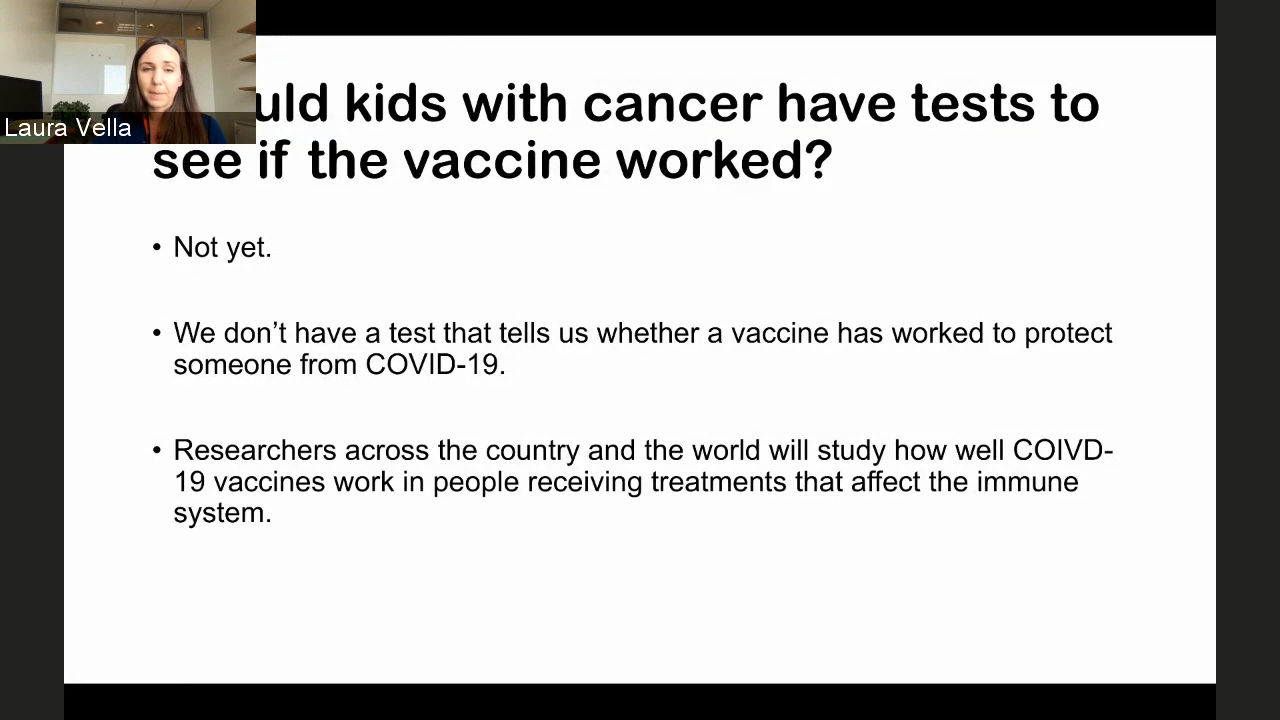 Laura Vella
kids with cancer have tests to
see if the vaccine worked?
• Not yet.
• We don’t have a test that tells us whether a vaccine has worked to protect
someone from COVID-19.
• Researchers across the country and the world will study how well COIVD-
19 vaccines work in people receiving treatments that affect the immune
system.